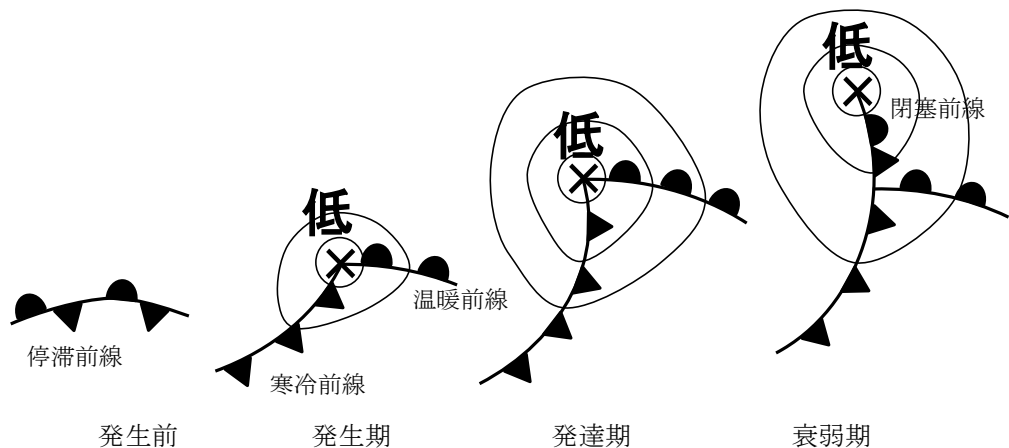 低
低
低
閉塞前線
温暖前線
停滞前線
寒冷前線
発生前
発生期
発達期
衰弱期